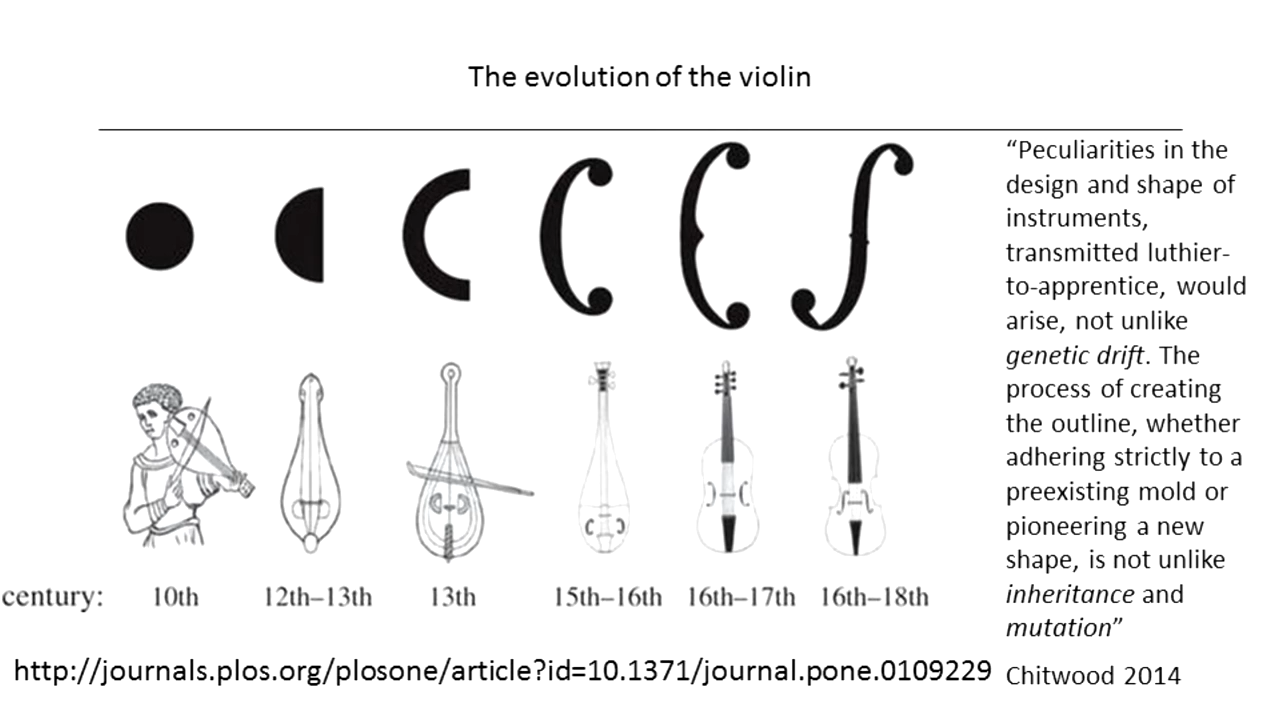 The evolution of the violin
“Peculiarities in the
design and shape of
instruments,
transmitted luthier-
to-apprentice, would
arise, not unlike
genetic drift. The
process of creating
the outline, whether
adhering strictly to a
preexisting mold or
pioneering a new
shape, is not unlike
inheritance and
mutation”
century: 10th 12th–13th 13th 15th–16th 16th–17th 16th–18th
http://journals.plos.org/plosone/article?id=10.1371/journal.pone.0109229
Chitwood 2014